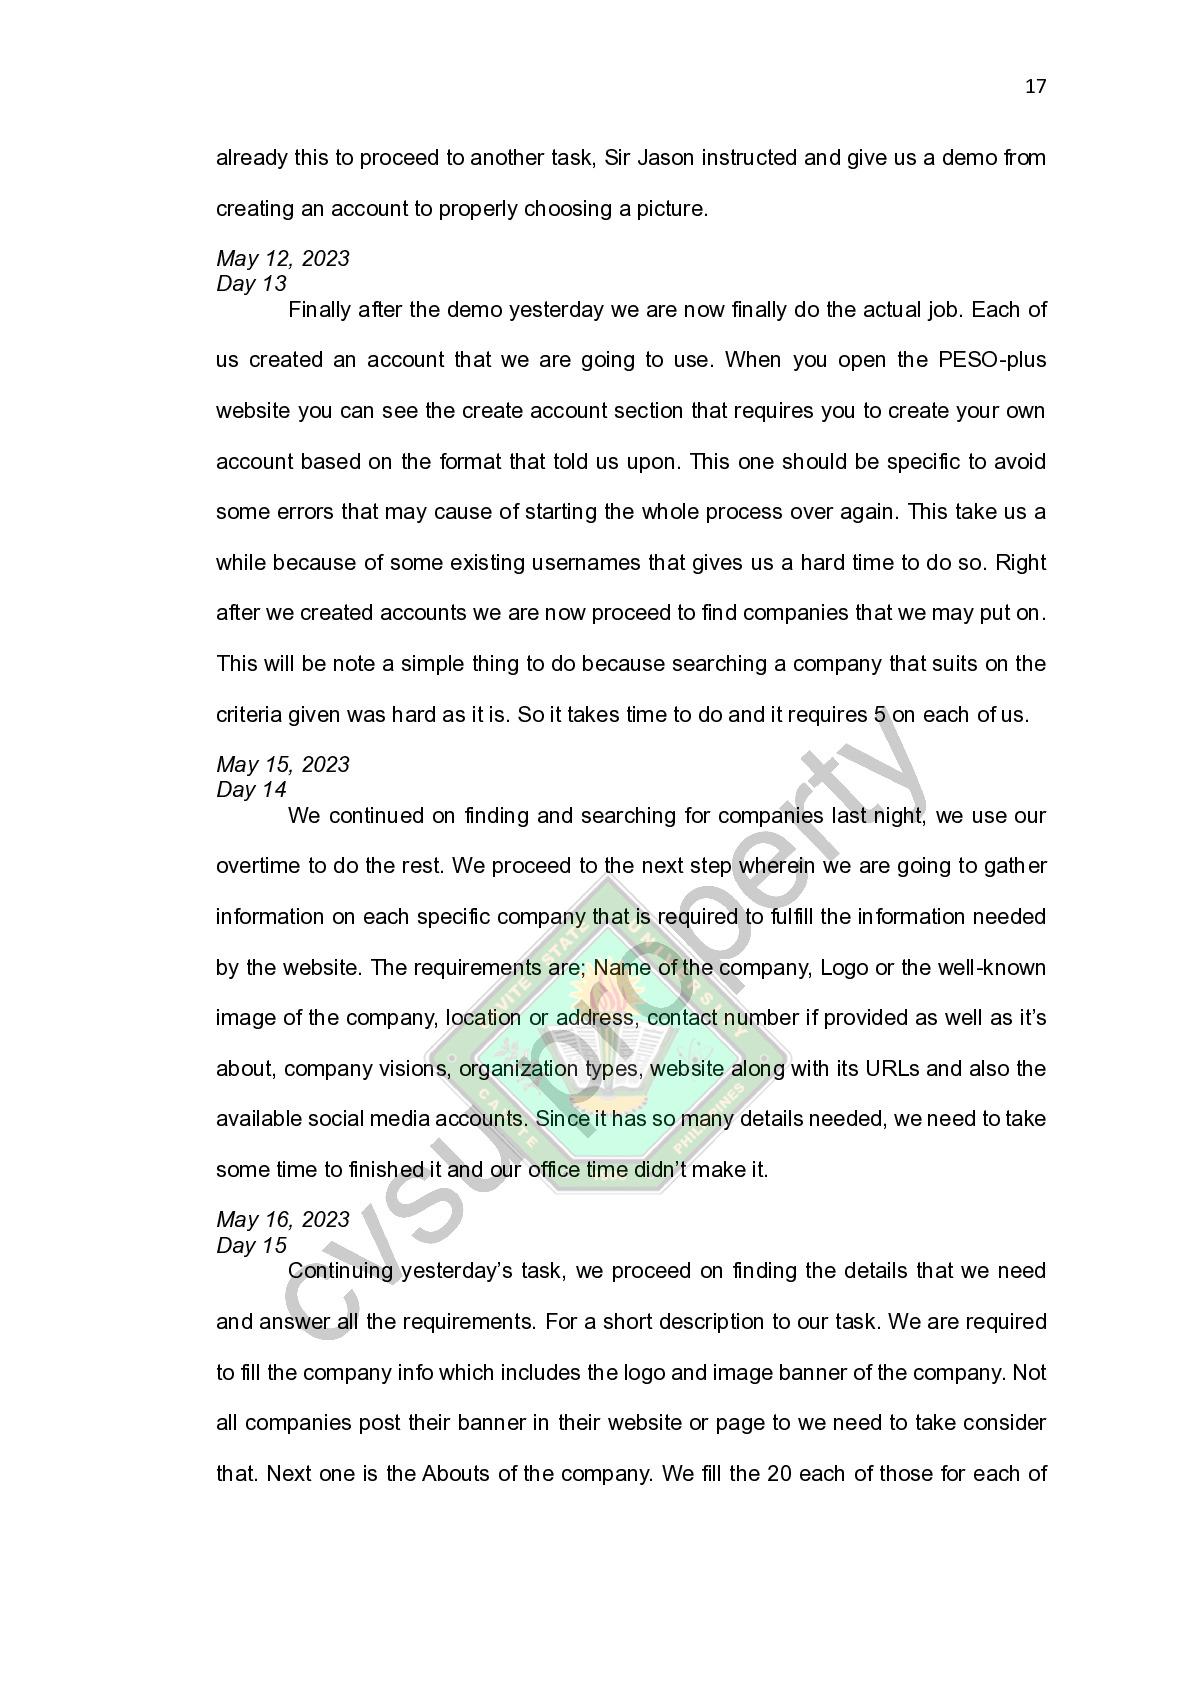 17
already this to proceed to another task, Sir Jason instructed and give us a demo from
creating an account to properly choosing a picture.
May 12, 2023
Day 13
Finally after the demo yesterday we are now finally do the actual job. Each of
us created an account that we are going to use. When you open the PESO-plus
website you can see the create account section that requires you to create your own
account based on the format that told us upon. This one should be specific to avoid
some errors that may cause of starting the whole process over again. This take us a
while because of some existing usernames that gives us a hard time to do so. Right
after we created accounts we are now proceed to find companies that we may put on.
This will be note a simple thing to do because searching a company that suits on the
criteria given was hard as it is. So it takes time to do and it requires 5 on each of us.
May 15, 2023
Day 14
We continued on finding and searching for companies last night, we use our
overtime to do the rest. We proceed to the next step wherein we are going to gather
information on each specific company that is required to fulfill the information needed
by the website. The requirements are; Name of the company, Logo or the well-known
image of the company, location or address, contact number if provided as well as it’s
about, company visions, organization types, website along with its URLs and also the
available social media accounts. Since it has so many details needed, we need to take
some time to finished it and our office time didn’t make it.
May 16, 2023
Day 15
Continuing yesterday’s task, we proceed on finding the details that we need
and answer all the requirements. For a short description to our task. We are required
to fill the company info which includes the logo and image banner of the company. Not
all companies post their banner in their website or page to we need to take consider
that. Next one is the Abouts of the company. We fill the 20 each of those for each of
cvsu property
CAVITE STATE UNIVERSITY
CAVITE
PHILIPPINES